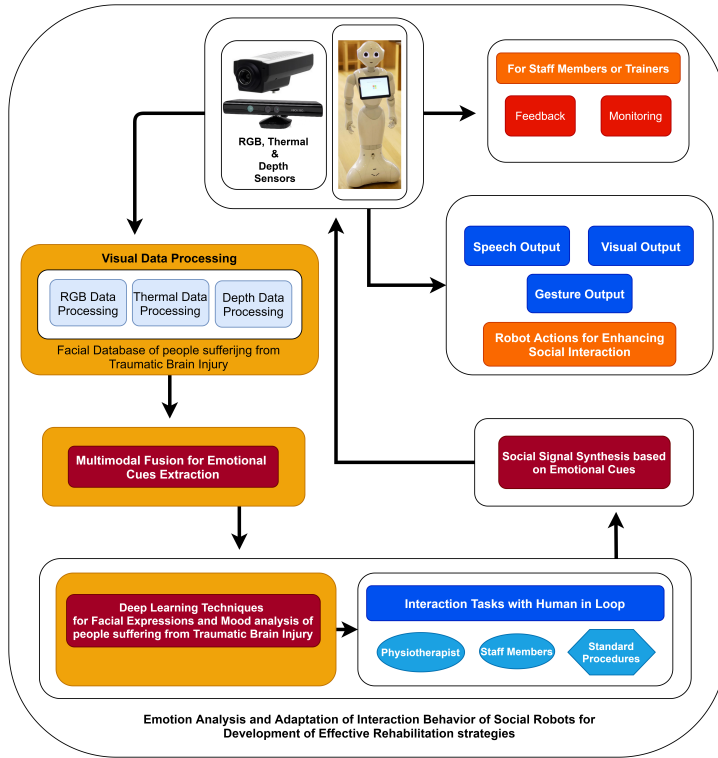 RGB, Thermal
&
Depth
Sensors
For Staff Members or Trainers
Feedback
Monitoring
Speech Output
Visual Output
Gesture Output
Robot Actions for Enhancing
Social Interaction
Visual Data Processing
RGB Data
Processing
Thermal Data
Processing
Depth Data
Processing
Facial Database of people sufferijng from
Traumatic Brain Injury
Multimodal Fusion for Emotional
Cues Extraction
Social Signal Synthesis based
on Emotional Cues
Deep Learning Techniques
for Facial Expressions and Mood analysis of
people suffering from Traumatic Brain Injury
Interaction Tasks with Human in Loop
Physiotherapist
Staff Members
Standard
Procedures
Emotion Analysis and Adaptation of Interaction Behavior of Social Robots for
Development of Effective Rehabilitation strategies